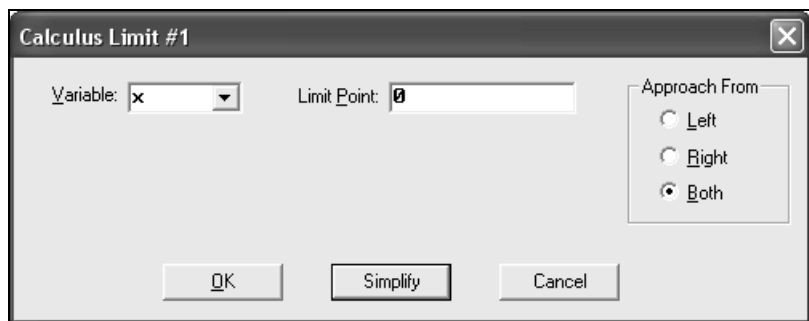 Calculus Limit #1
Variable: x
Limit Point: 0
Approach From
Left
Right
Both
OK
Simplify
Cancel